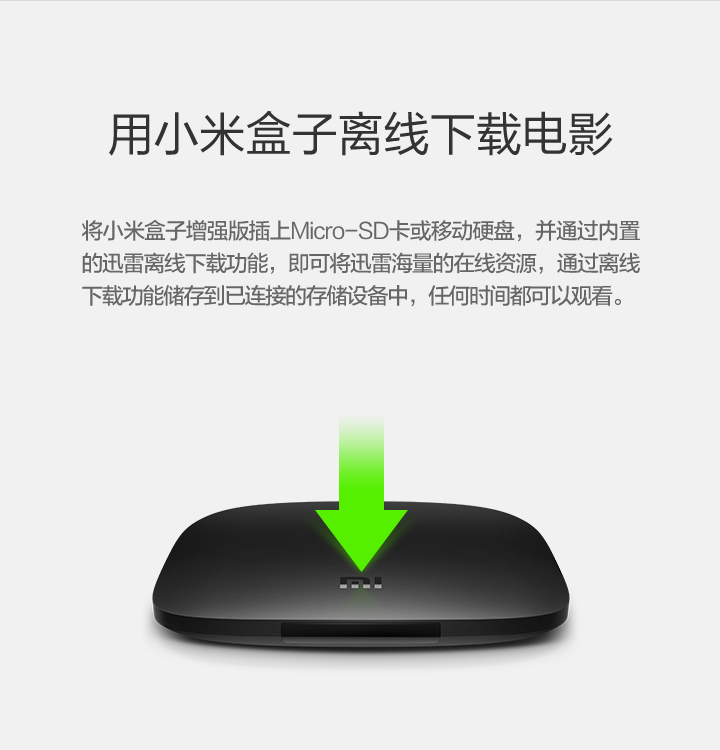 用小米盒子离线下载电影
将小米盒子增强版插上Micro-SD卡或移动硬盘，并通过内置
的迅雷离线下载功能，即可将迅雷海量的在线资源，通过离线
下载功能储存到已连接的存储设备中，任何时间都可以观看。
mi